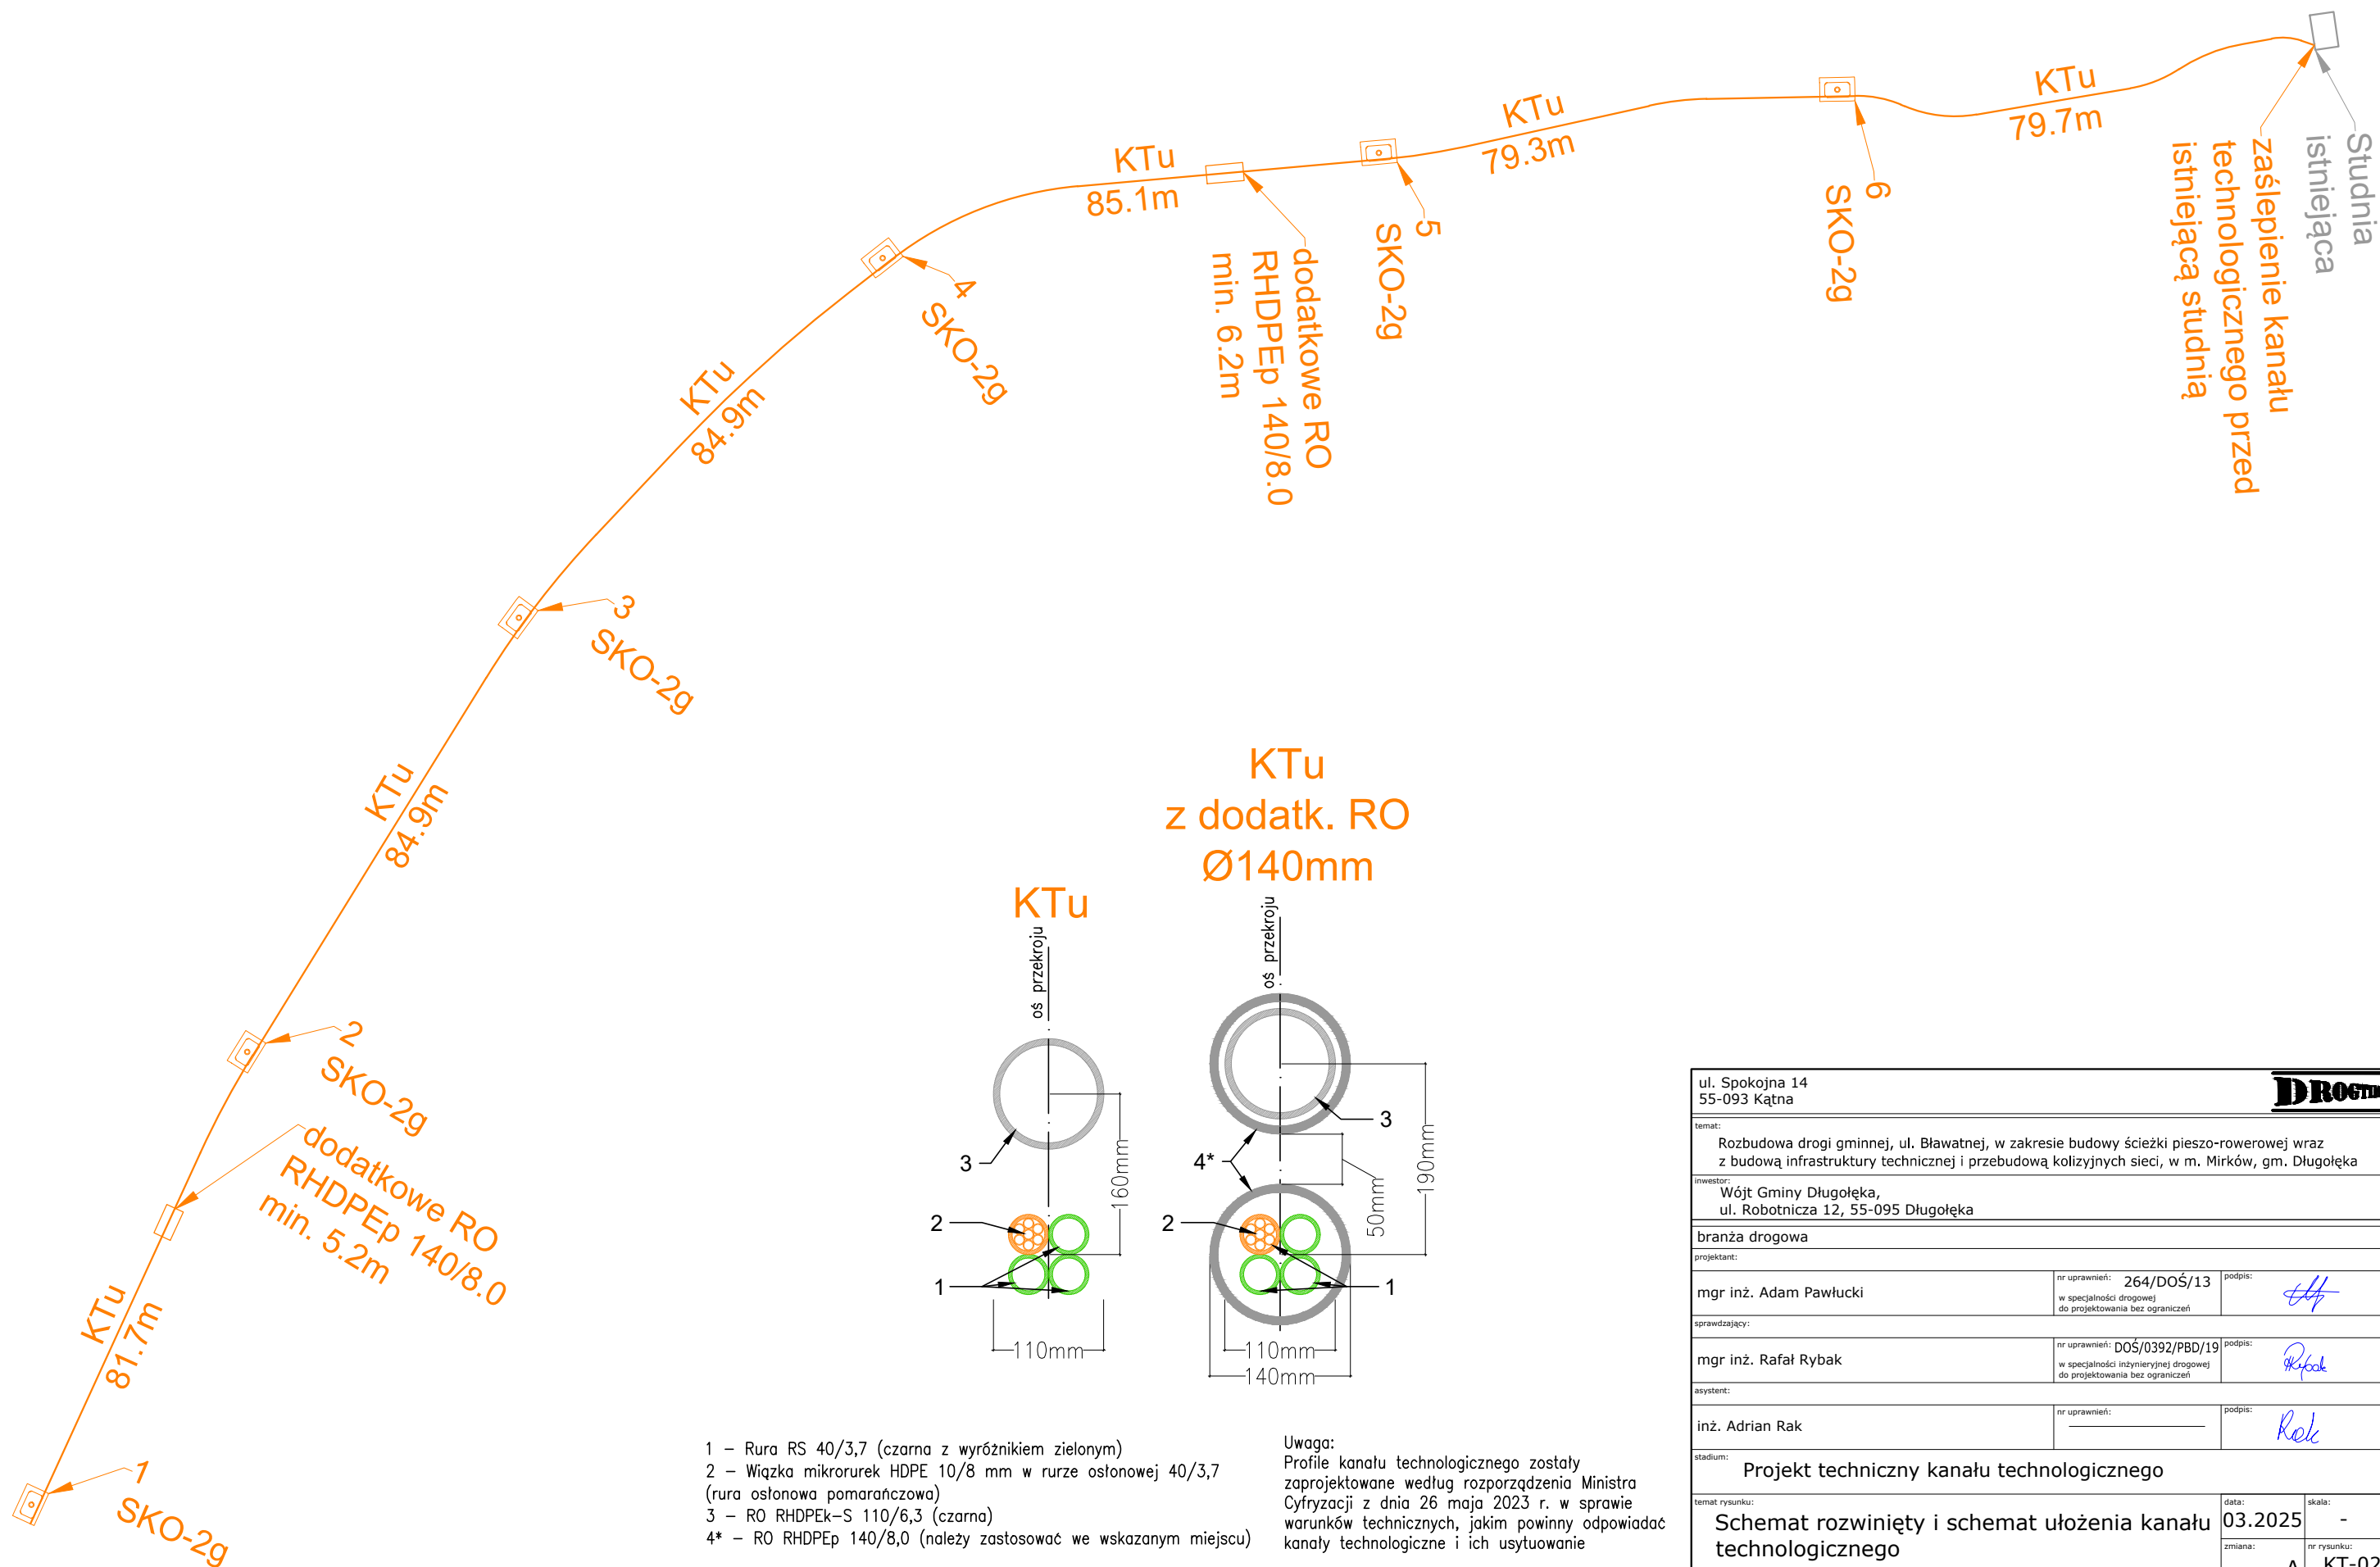 KTu
79.7m
Studnia
istniejąca
zaślepienie kanału
technologicznego przed
istniejącą studnią
6
SKO-2g
KTu
79.3m
5
SKO-2g
dodatkowe RO
RHDPEp 140/8.0
min. 6.2m
KTu
85.1m
4
SKO-2g
KTu
84.9m
3
SKO-2g
KTu
84.9m
2
SKO-2g
dodatkowe RO
RHDPEp 140/8.0
min. 5.2m
KTu
81.7m
1
SKO-2g
KTu
oś przekroju
3
2
1
160mm
110mm
KTu
z dodatk. RO
Ø140mm
oś przekroju
3
4*
2
1
50mm
190mm
110mm
140mm
1 – Rura RS 40/3,7 (czarna z wyróżnikiem zielonym)
2 – Wiązka mikrorurek HDPE 10/8 mm w rurze osłonowej 40/3,7
(rura osłonowa pomarańczowa)
3 – RO RHDPEk-S 110/6,3 (czarna)
4* – RO RHDPEp 140/8,0 (należy zastosować we wskazanym miejscu)
Uwaga:
Profile kanału technologicznego zostały
zaprojektowane według rozporządzenia Ministra
Cyfryzacji z dnia 26 maja 2023 r. w sprawie
warunków technicznych, jakim powinny odpowiadać
kanały technologiczne i ich usytuowanie
ul. Spokojna 14
55-093 Kątna
temat:
Rozbudowa drogi gminnej, ul. Bławatnej, w zakresie budowy ścieżki pieszo-rowerowej wraz
z budową infrastruktury technicznej i przebudową kolizyjnych sieci, w m. Mirków, gm. Długołęka
inwestor:
Wójt Gminy Długołęka,
ul. Robotnicza 12, 55-095 Długołęka
branża drogowa
projektant:
mgr inż. Adam Pawłucki
nr uprawnień: 264/DOŚ/13
w specjalności drogowej
do projektowania bez ograniczeń
podpis:
sprawdzający:
mgr inż. Rafał Rybak
nr uprawnień: DOŚ/0392/PBD/19
w specjalności inżynieryjnej drogowej
do projektowania bez ograniczeń
podpis:
Rybak
asystent:
inż. Adrian Rak
nr uprawnień:
podpis:
Rak
stadium:
Projekt techniczny kanału technologicznego
temat rysunku:
Schemat rozwinięty i schemat ułożenia kanału
technologicznego
data:
03.2025
skala:
-
zmiana:
A
nr rysunku:
KT-02